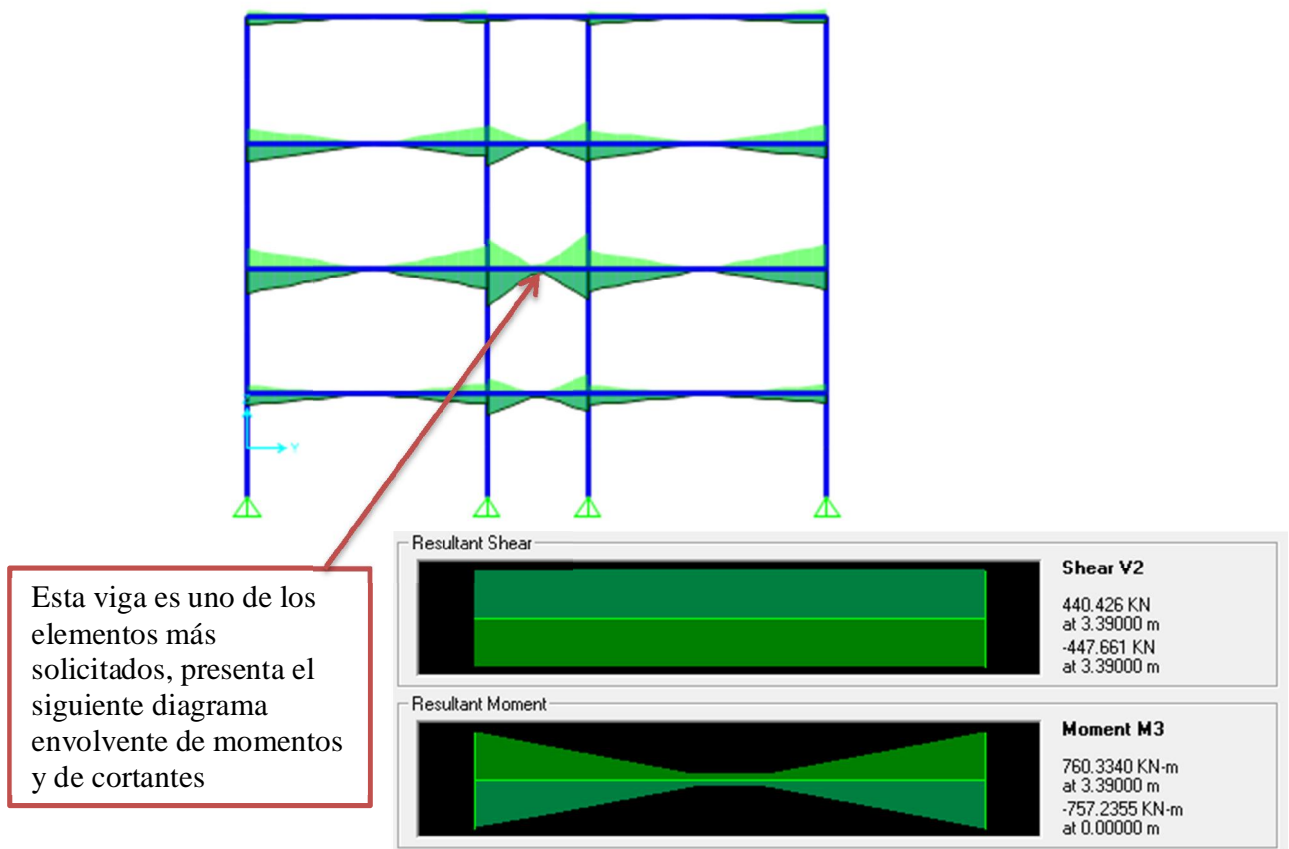 Y
Esta viga es uno de los
elementos más
solicitados, presenta el
siguiente diagrama
envolvente de momentos
y de cortantes
Resultant Shear
Shear V2
440.426 KN
at 3.39000 m
-447.661 KN
at 3.39000 m
Resultant Moment
Moment M3
760.3340 KN-m
at 3.39000 m
-757.2355 KN-m
at 0.00000 m